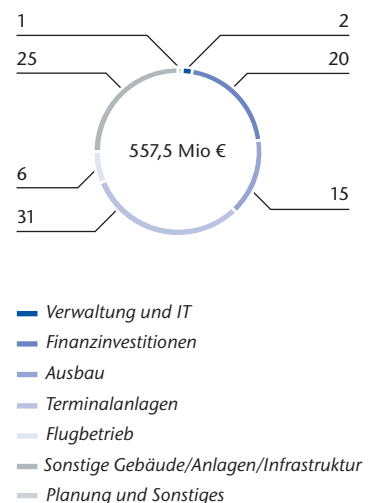 1 2
25 20
557,5 Mio €
6
15
31
Verwaltung und IT
Finanzinvestitionen
Ausbau
Terminalanlagen
Flugbetrieb
Sonstige Gebäude/Anlagen/Infrastruktur
Planung und Sonstiges